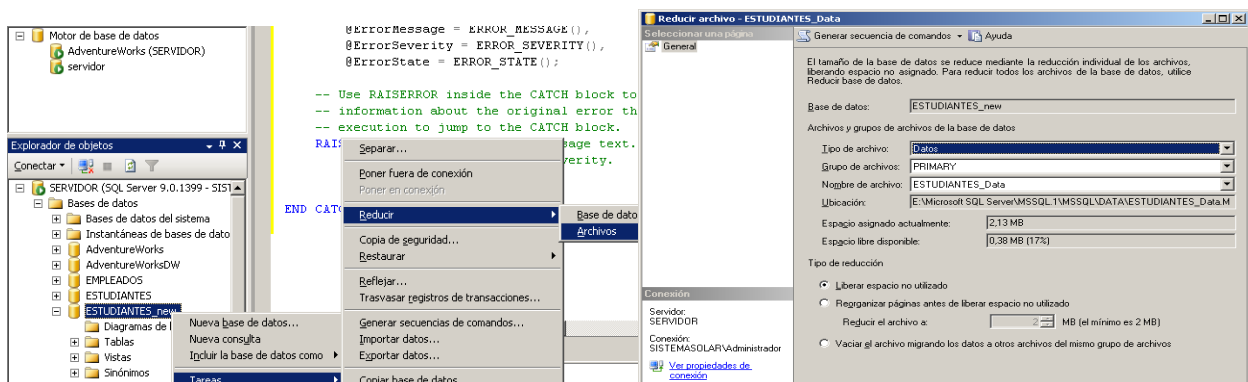 Motor de base de datos
AdventureWorks (SERVIDOR)
servidor
Explorador de objetos
Conectar
SERVIDOR (SQL Server 9.0.1399 - SIST
Bases de datos
Bases de datos del sistema
Instantáneas de bases de dato
AdventureWorks
AdventureWorksDW
EMPLEADOS
ESTUDIANTES
ESTUDIANTES_new
Diagramas de
Tablas
Vistas
Sinónimos
@ErrorMessage = ERROR_MESSAGE(),
@ErrorSeverity = ERROR_SEVERITY(),
@ErrorState = ERROR_STATE();
-- Use RAISERROR inside the CATCH block to
-- information about the original error th
-- execution to jump to the CATCH block.
RAIS
sage text.
verity.
END CATC
Nueva base de datos...
Nueva consulta
Incluir la base de datos como
Tareas
Separar...
Poner fuera de conexión
Poner en conexión
Reducir
Copia de seguridad...
Restaurar
Reflejar...
Trasvasar registros de transacciones...
Generar secuencias de comandos...
Importar datos...
Exportar datos...
Copiar base de datos
Base de dato
Archivos
Reducir archivo - ESTUDIANTES_Data
Seleccionar una página
General
Generar secuencia de comandos
Ayuda
El tamaño de la base de datos se reduce mediante la reducción individual de los archivos,
liberando espacio no asignado. Para reducir todos los archivos de la base de datos, utilice
Reducir base de datos.
Base de datos: ESTUDIANTES_new
Archivos y grupos de archivos de la base de datos
Tipo de archivo: Datos
Grupo de archivos: PRIMARY
Nombre de archivo: ESTUDIANTES_Data
Ubicación: E:\Microsoft SQL Server\MSSQL.1\MSSQL\DATA\ESTUDIANTES_Data.M
Espacio asignado actualmente: 2,13 MB
Espacio libre disponible: 0,38 MB (17%)
Tipo de reducción
Liberar espacio no utilizado
Reorganizar páginas antes de liberar espacio no utilizado
Reducir el archivo a: 2 MB (el mínimo es 2 MB)
Vaciar el archivo migrando los datos a otros archivos del mismo grupo de archivos
Conexión
Servidor:
SERVIDOR
Conexión:
SISTEMASOLAR\Administrador
Ver propiedades de
conexión